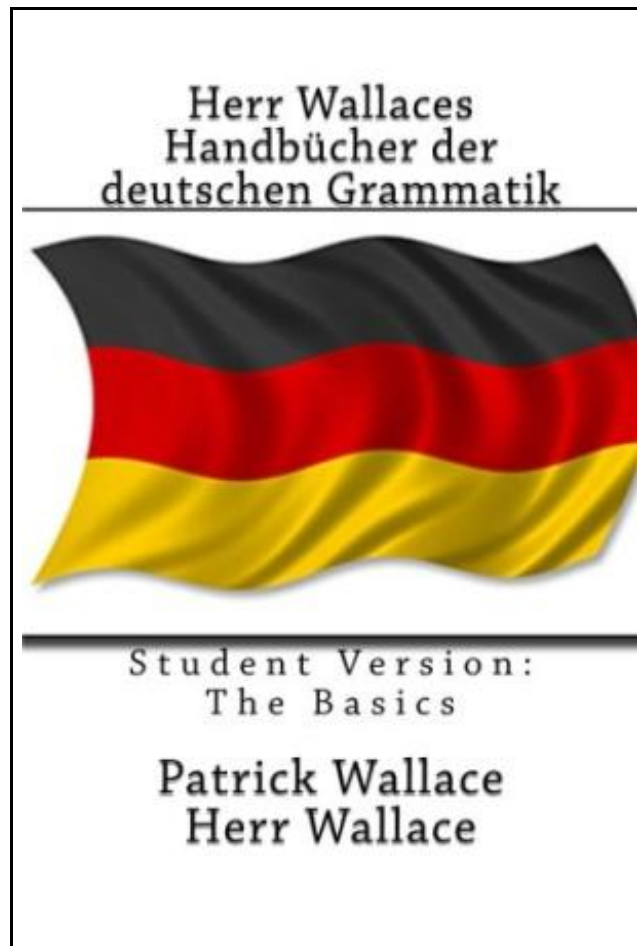 Herr Wallaces
Handbücher der
deutschen Grammatik
Student Version:
The Basics
Patrick Wallace
Herr Wallace